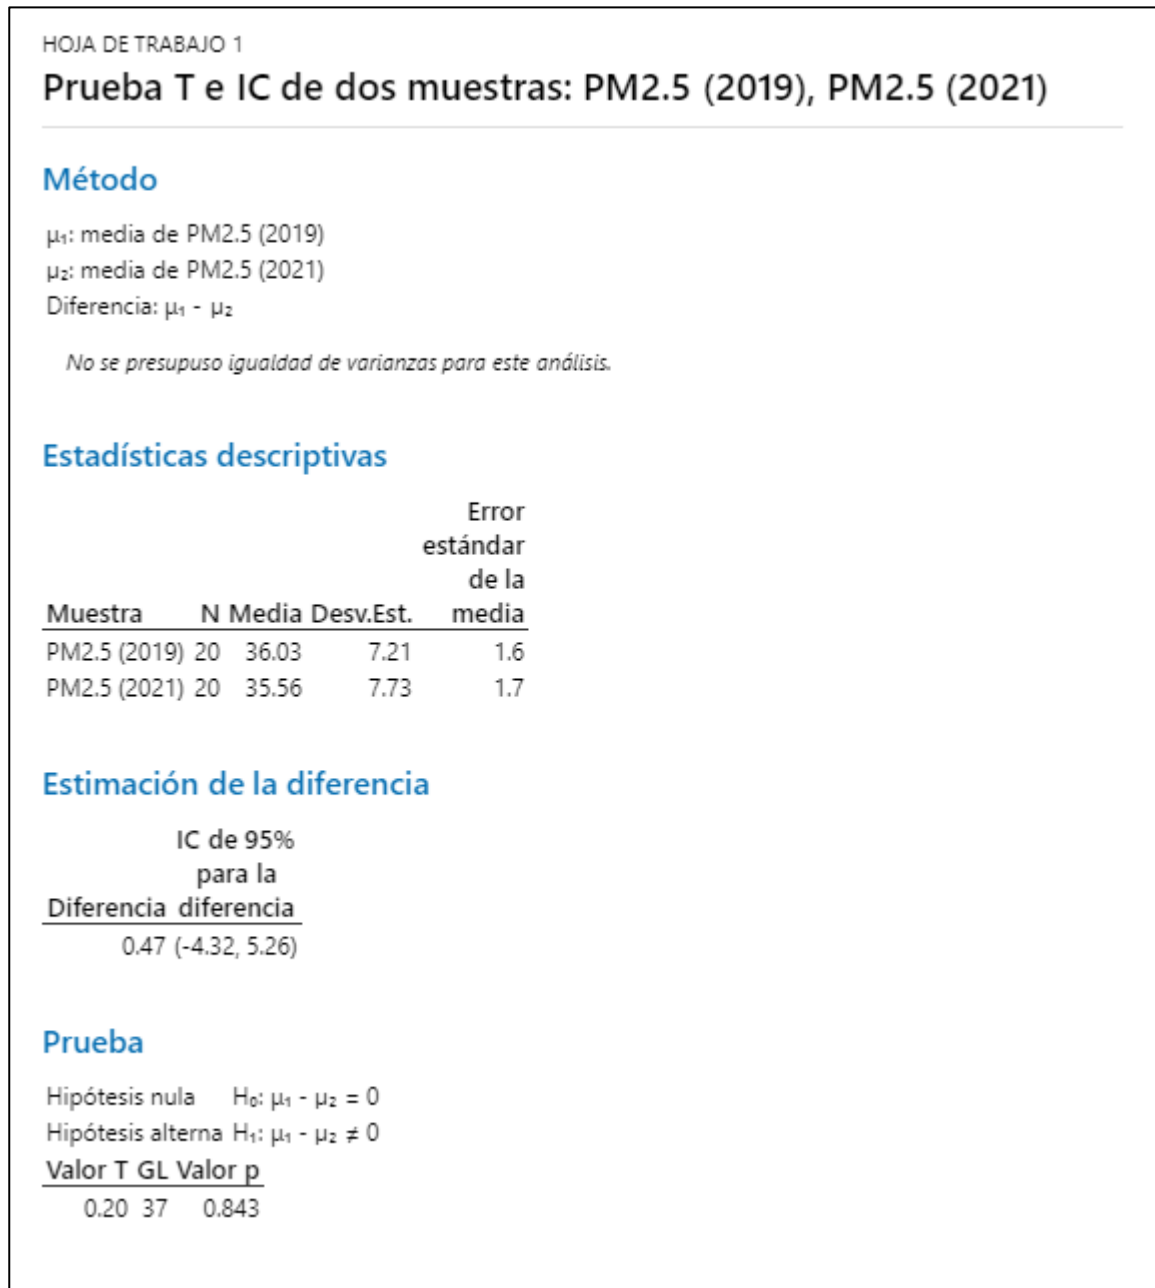 HOJA DE TRABAJO 1
Prueba T e IC de dos muestras: PM2.5 (2019), PM2.5 (2021)
Método
μ₁: media de PM2.5 (2019)
μ₂: media de PM2.5 (2021)
Diferencia: μ₁ - μ₂
No se presupuso igualdad de varianzas para este análisis.
Estadísticas descriptivas
Error
estándar
de la
Muestra N Media Desv.Est. media
PM2.5 (2019) 20 36.03 7.21 1.6
PM2.5 (2021) 20 35.56 7.73 1.7
Estimación de la diferencia
IC de 95%
para la
Diferencia diferencia
0.47 (-4.32, 5.26)
Prueba
Hipótesis nula H₀: μ₁ - μ₂ = 0
Hipótesis alterna H₁: μ₁ - μ₂ ≠ 0
Valor T GL Valor p
0.20 37 0.843